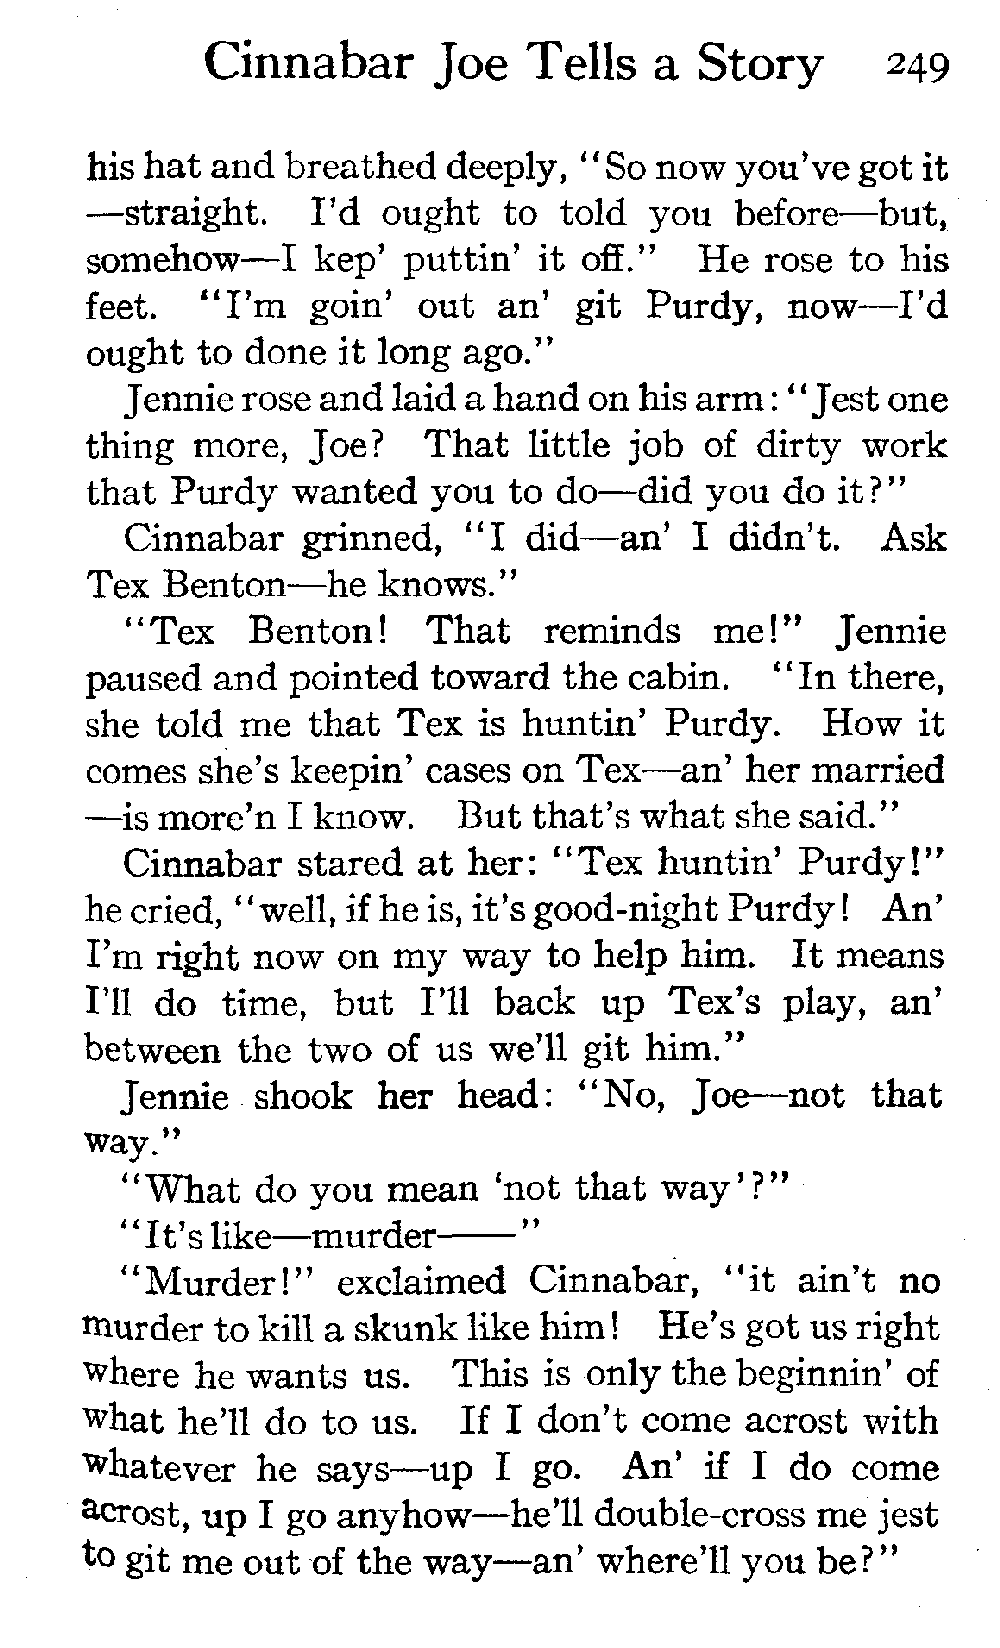 Cinnabar Joe Tells a Story 249
his hat and breathed deeply, "So now you've got it
—straight. I'd ought to told you before—but,
somehow—I kep' puttin' it off." He rose to his
feet. "I'm goin' out an' git Purdy, now—I'd
ought to done it long ago."
Jennie rose and laid a hand on his arm: "Jest one
thing more, Joe? That little job of dirty work
that Purdy wanted you to do—did you do it?"
Cinnabar grinned, "I did—an' I didn't. Ask
Tex Benton—he knows."
"Tex Benton! That reminds me!" Jennie
paused and pointed toward the cabin. "In there,
she told me that Tex is huntin' Purdy. How it
comes she's keepin' cases on Tex—an' her married
—is more'n I know. But that's what she said."
Cinnabar stared at her: "Tex huntin' Purdy!"
he cried, "well, if he is, it's good-night Purdy! An'
I'm right now on my way to help him. It means
I'll do time, but I'll back up Tex's play, an'
between the two of us we'll git him."
Jennie shook her head: "No, Joe—not that
way."
"What do you mean 'not that way'?"
"It's like—murder——"
"Murder!" exclaimed Cinnabar, "it ain't no
murder to kill a skunk like him! He's got us right
where he wants us. This is only the beginnin' of
what he'll do to us. If I don't come acrost with
whatever he says—up I go. An' if I do come
acrost, up I go anyhow—he'll double-cross me jest
to git me out of the way—an' where'll you be?"